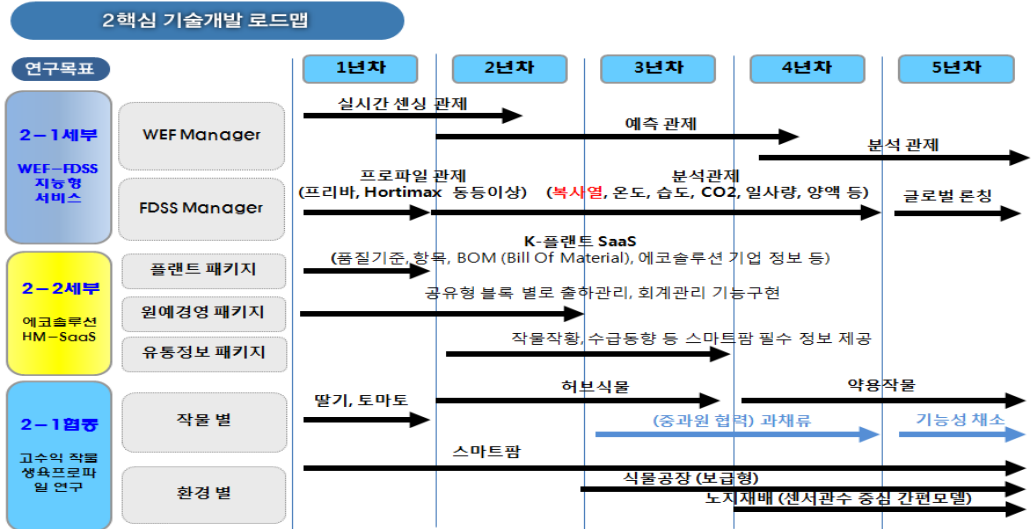 2핵심 기술개발 로드맵
연구목표
1년차
2년차
3년차
4년차
5년차
2-1세부
WEF-FDSS
지능형
서비스
WEF Manager
실시간 센싱 관제
예측 관제
분석 관제
FDSS Manager
프로파일 관제
(프리바, Hortimax 동등이상)
분석관제
(복사열, 온도, 습도, CO2, 일사량, 양액 등)
글로벌 론칭
2-2세부
에코솔루션
HM-SaaS
플랜트 패키지
K-플랜트 SaaS
(품질기준, 항목, BOM (Bill Of Material), 에코솔루션 기업 정보 등)
원예경영 패키지
공유형 블록 별로 출하관리, 회계관리 기능구현
유통정보 패키지
작물작황, 수급동향 등 스마트팜 필수 정보 제공
2-1협동
고수익 작물
생육프로파
일 연구
작물 별
딸기, 토마토
허브식물
약용작물
(중과원 협력) 과채류
기능성 채소
환경 별
스마트팜
식물공장 (보급형)
노지재배 (센서관수 중심 간편모델)